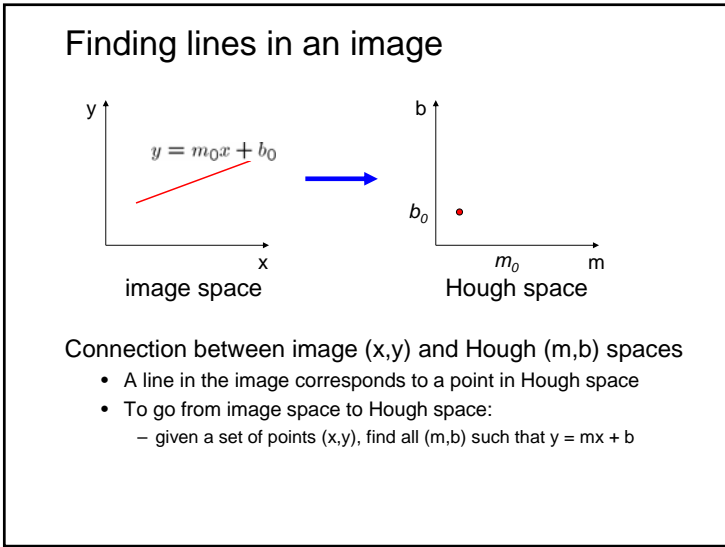 Finding lines in an image
y
y = m₀x + b₀
x
image space
b
b₀
m₀
m
Hough space
Connection between image (x,y) and Hough (m,b) spaces
• A line in the image corresponds to a point in Hough space
• To go from image space to Hough space:
– given a set of points (x,y), find all (m,b) such that y = mx + b